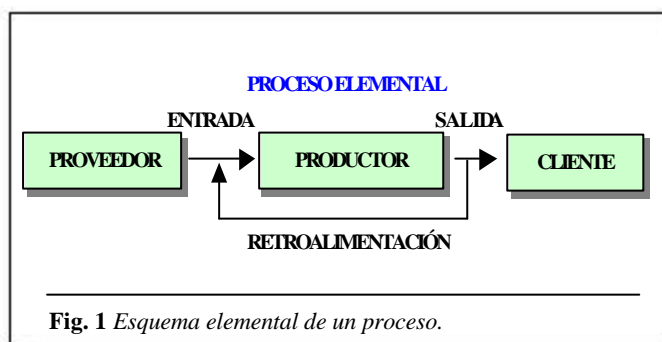 PROCESO ELEMENTAL
ENTRADA
SALIDA
PROVEEDOR
PRODUCTOR
CLIENTE
RETROALIMENTACIÓN
Fig. 1 Esquema elemental de un proceso.